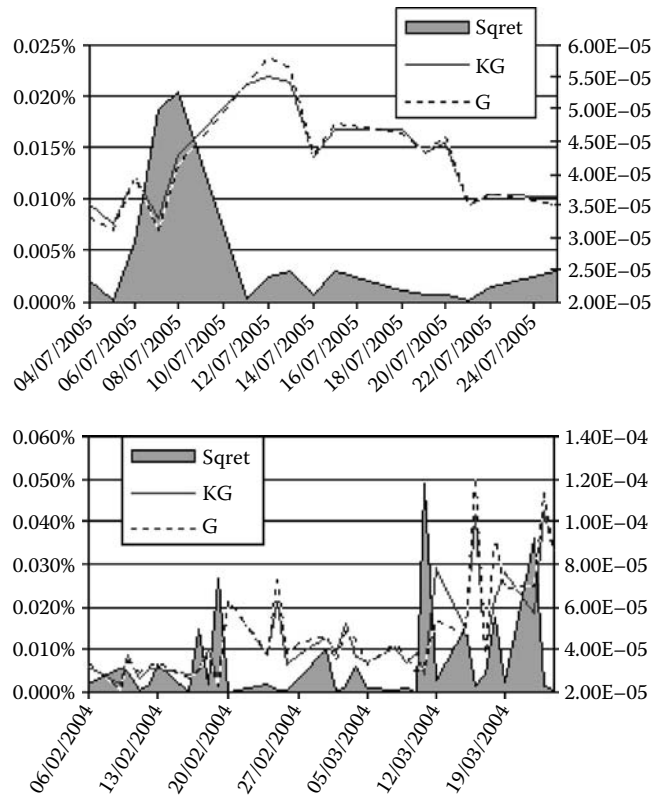 0.025%
0.020%
0.015%
0.010%
0.005%
0.000%
Sqret
KG
G
6.00E–05
5.50E–05
5.00E–05
4.50E–05
4.00E–05
3.50E–05
3.00E–05
2.50E–05
2.00E–05
04/07/2005
06/07/2005
08/07/2005
10/07/2005
12/07/2005
14/07/2005
16/07/2005
18/07/2005
20/07/2005
22/07/2005
24/07/2005
0.060%
0.050%
0.040%
0.030%
0.020%
0.010%
0.000%
Sqret
KG
G
1.40E–04
1.20E–04
1.00E–04
8.00E–05
6.00E–05
4.00E–05
2.00E–05
06/02/2004
13/02/2004
20/02/2004
27/02/2004
05/03/2004
12/03/2004
19/03/2004